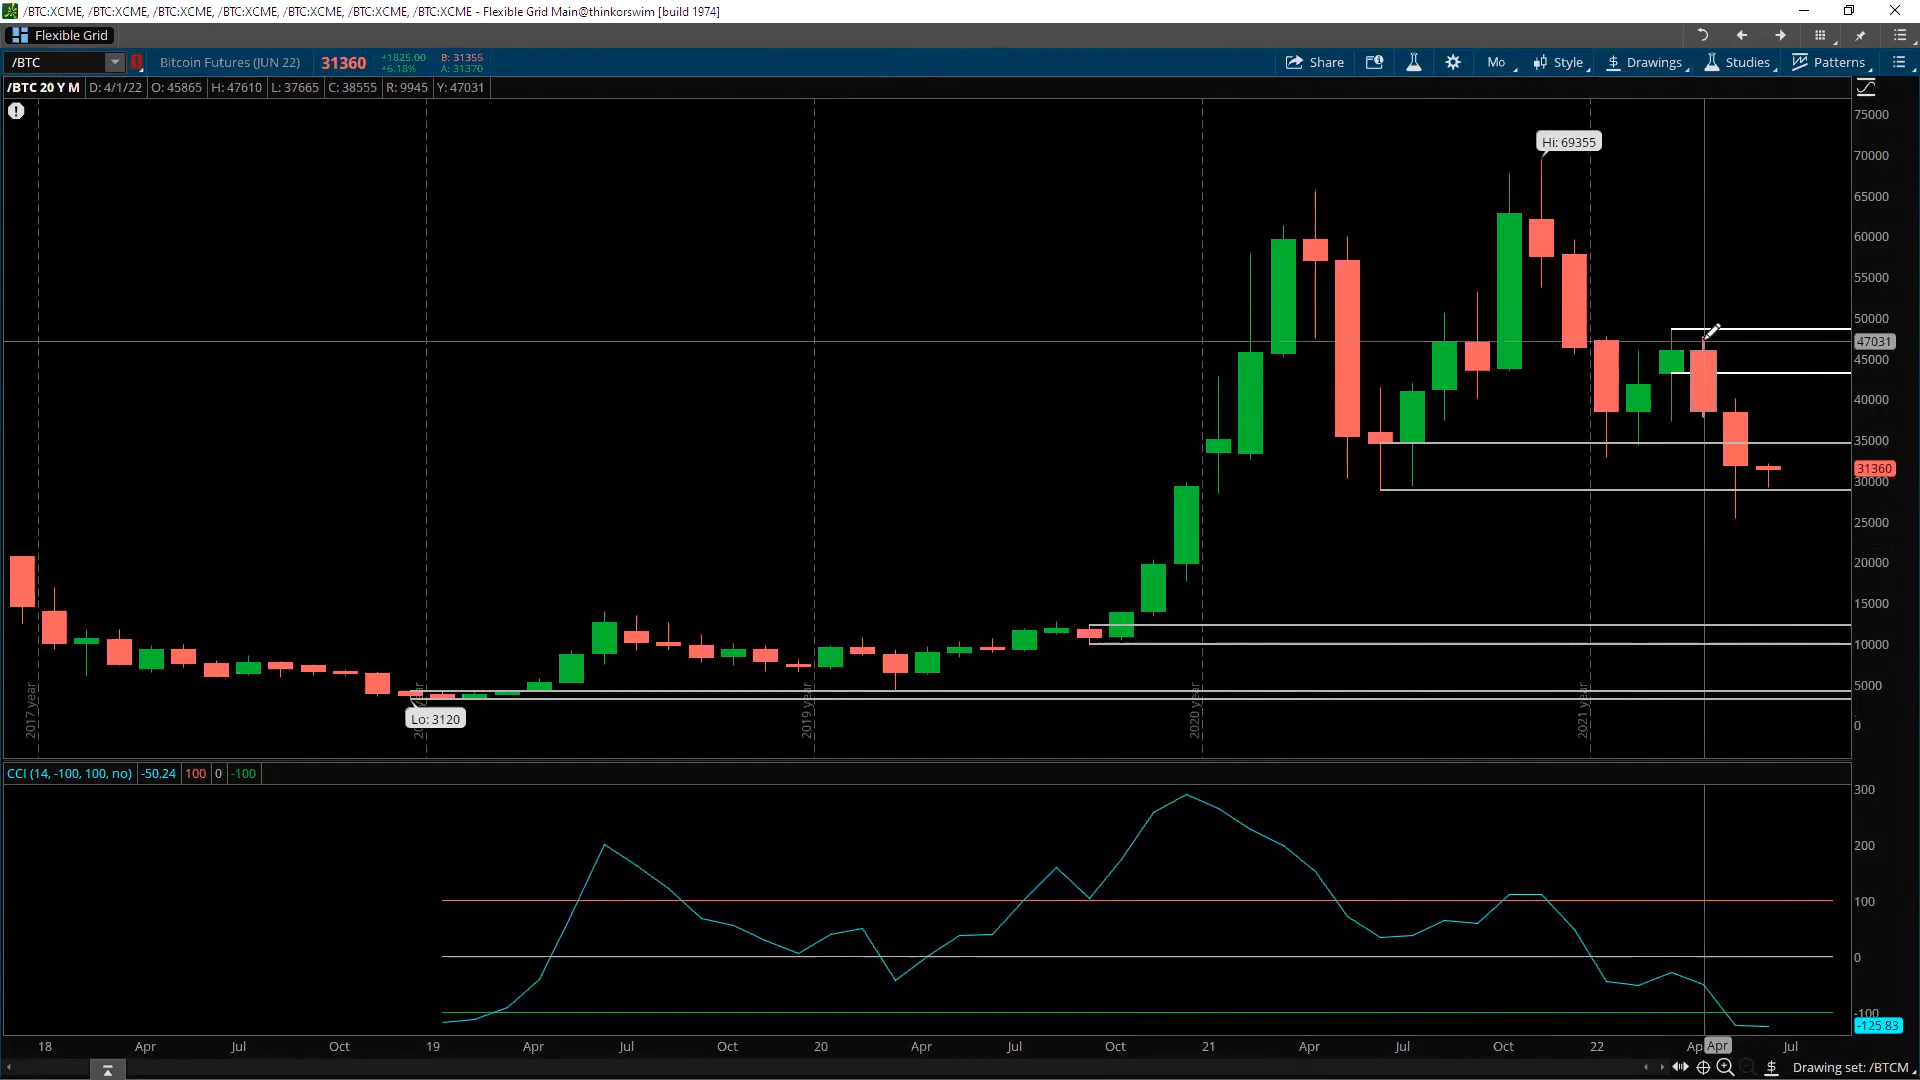 /BTC:XCME, /BTC:XCME, /BTC:XCME, /BTC:XCME, /BTC:XCME, /BTC:XCME, /BTC:XCME - Flexible Grid Main@thinkorswim [build 1974]
Flexible Grid
/BTC
Bitcoin Futures (JUN 22)
31360
+1825.00
+6.18%
B: 31355
A: 31370
Share
Mo
Style
Drawings
Studies
Patterns
/BTC 20 Y M
D: 4/1/22
O: 45865
H: 47610
L: 37665
C: 38555
R: 9945
Y: 47031
75000
70000
65000
60000
55000
50000
47031
45000
40000
35000
31360
30000
25000
20000
15000
10000
5000
0
Hi: 69355
Lo: 3120
2017 year
2019 year
2020 year
2021 year
CCI (14, -100, 100, no)
-50.24
100
0
-100
300
200
100
0
-100
-125.83
18
Apr
Jul
Oct
19
Apr
Jul
Oct
20
Apr
Jul
Oct
21
Apr
Jul
Oct
22
Ap
Apr
Jul
Drawing set: /BTCM